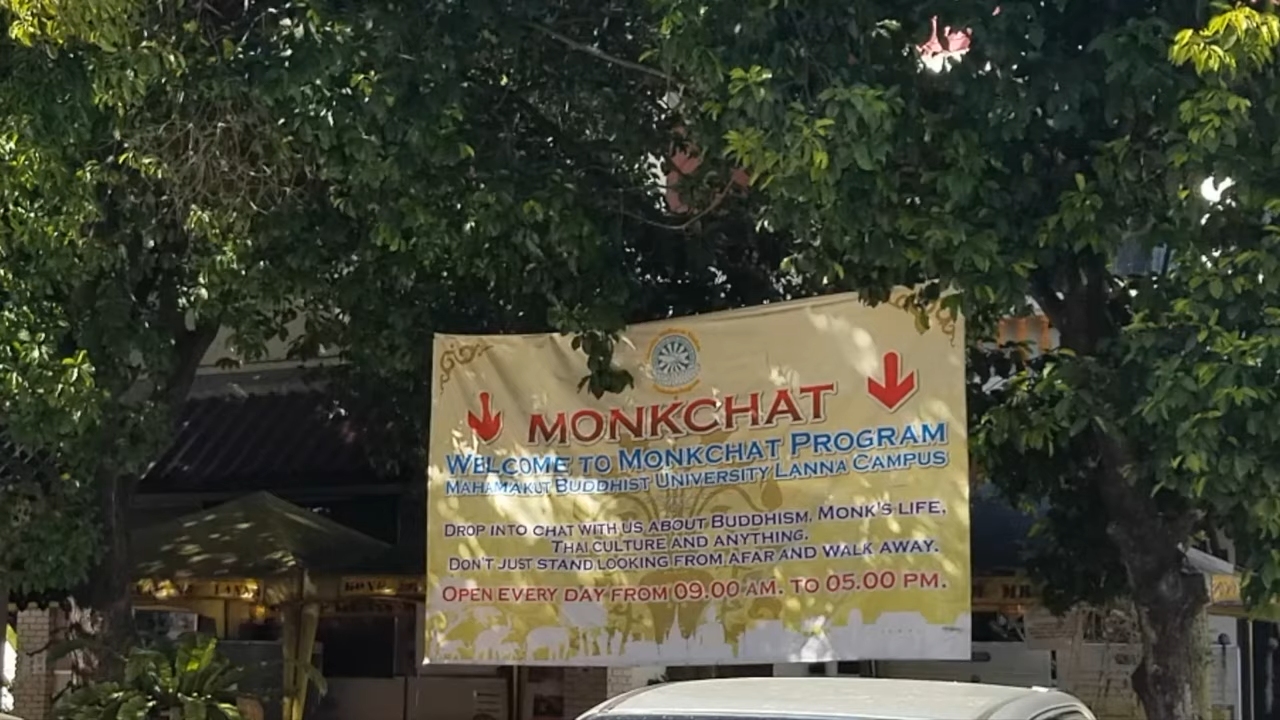 MONKCHAT
WELCOME TO MONKCHAT PROGRAM
MAHAMAKUT BUDDHIST UNIVERSITY LANNA CAMPUS
DROP INTO CHAT WITH US ABOUT BUDDHISM, MONK'S LIFE,
THAI CULTURE AND ANYTHING.
DON'T JUST STAND LOOKING FROM AFAR AND WALK AWAY.
OPEN EVERY DAY FROM 09.00 AM. TO 05.00 PM.